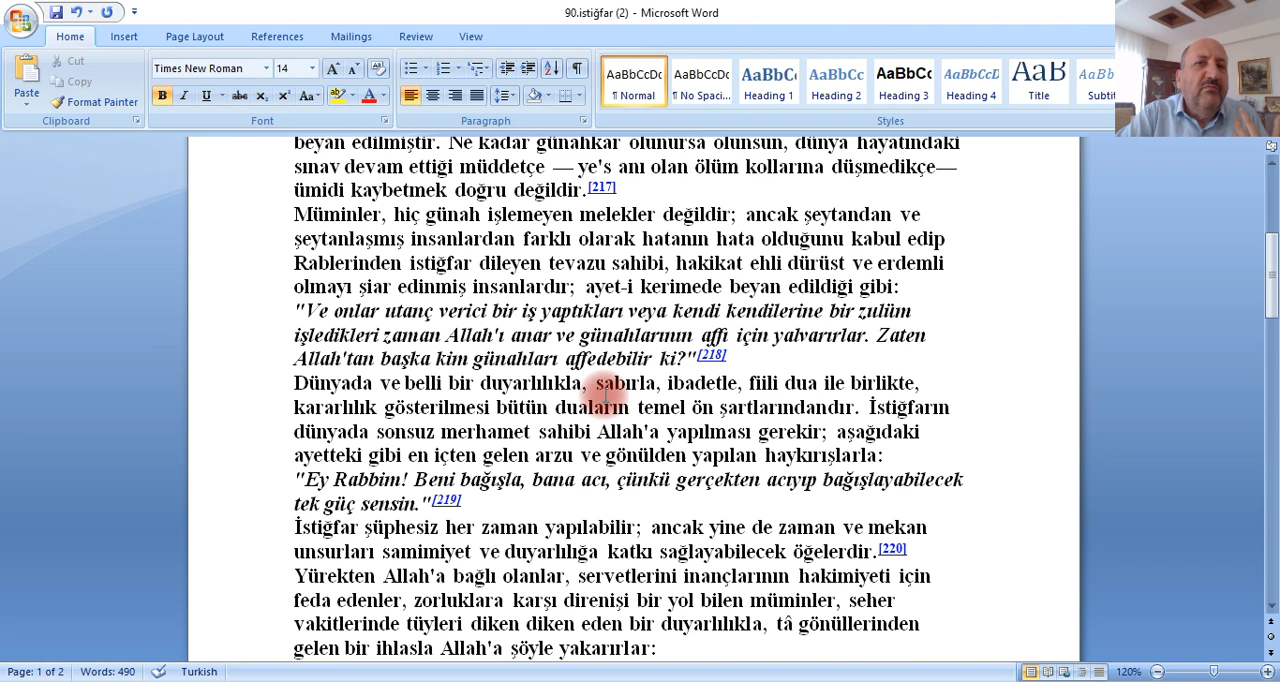 90.istiğfar (2) - Microsoft Word
Home Insert Page Layout References Mailings Review View
Paste
Cut
Copy
Format Painter
Clipboard
Times New Roman 14
Font
Paragraph
AaBbCcDc AaBbCcDc AaBbC AaBbCc AaBbCc AaBbCcD AaB AaBb
¶ Normal ¶ No Spaci... Heading 1 Heading 2 Heading 3 Heading 4 Title Subtit
Styles
beyan edilmiştir. Ne kadar günahkar olunursa olunsun, dünya hayatındaki
sınav devam ettiği müddetçe — ye's anı olan ölüm kollarına düşmedikçe—
ümidi kaybetmek doğru değildir.[217]
Müminler, hiç günah işlemeyen melekler değildir; ancak şeytandan ve
şeytanlaşmış insanlardan farklı olarak hatanın hata olduğunu kabul edip
Rablerinden istiğfar dileyen tevazu sahibi, hakikat ehli dürüst ve erdemli
olmayı şiar edinmiş insanlardır; ayet-i kerimede beyan edildiği gibi:
"Ve onlar utanç verici bir iş yaptıkları veya kendi kendilerine bir zulüm
işledikleri zaman Allah'ı anar ve günahlarının affı için yalvarırlar. Zaten
Allah'tan başka kim günahları affedebilir ki?"[218]
Dünyada ve belli bir duyarlılıkla, sabırla, ibadetle, fiili dua ile birlikte,
kararlılık gösterilmesi bütün duaların temel ön şartlarındandır. İstiğfarın
dünyada sonsuz merhamet sahibi Allah'a yapılması gerekir; aşağıdaki
ayetteki gibi en içten gelen arzu ve gönülden yapılan haykırışlarla:
"Ey Rabbim! Beni bağışla, bana acı, çünkü gerçekten acıyıp bağışlayabilecek
tek güç sensin."[219]
İstiğfar şüphesiz her zaman yapılabilir; ancak yine de zaman ve mekan
unsurları samimiyet ve duyarlılığa katkı sağlayabilecek öğelerdir.[220]
Yürekten Allah'a bağlı olanlar, servetlerini inançlarının hakimiyeti için
feda edenler, zorluklara karşı direnişi bir yol bilen müminler, seher
vakitlerinde tüyleri diken diken eden bir duyarlılıkla, tâ gönüllerinden
gelen bir ihlasla Allah'a şöyle yakarırlar:
Page: 1 of 2 Words: 490 Turkish 120%